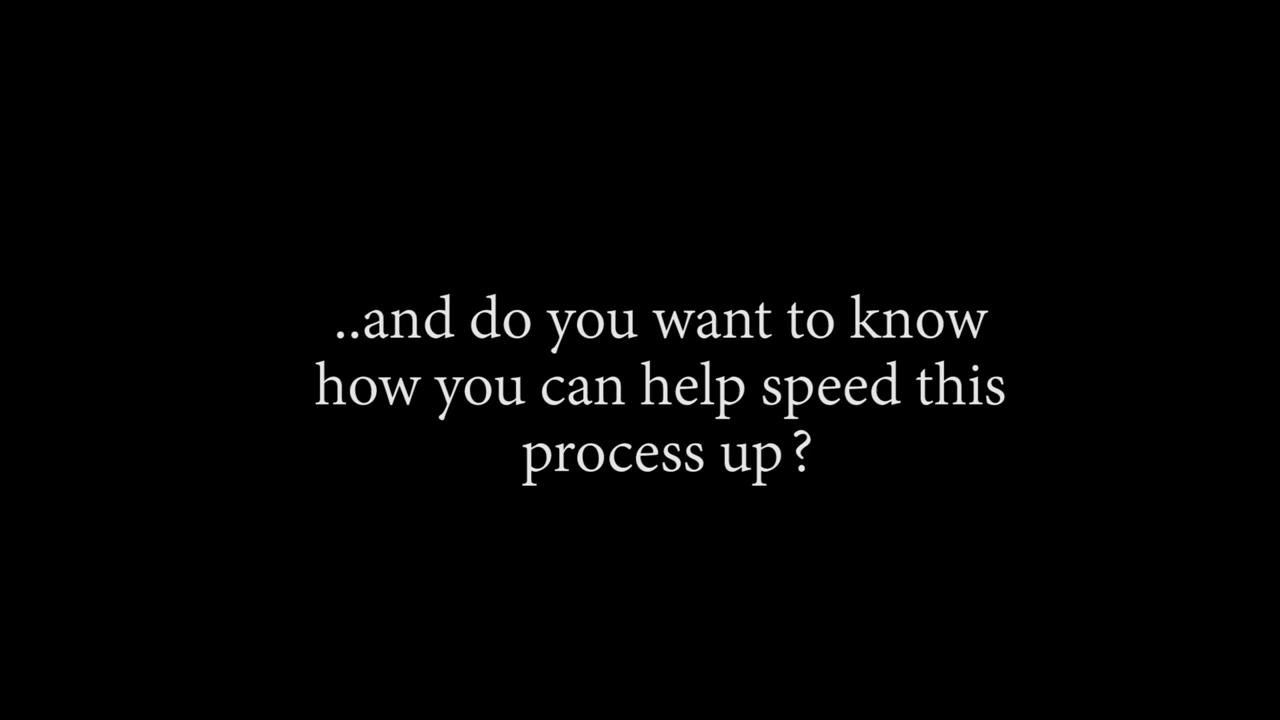 ..and do you want to know
how you can help speed this
process up?